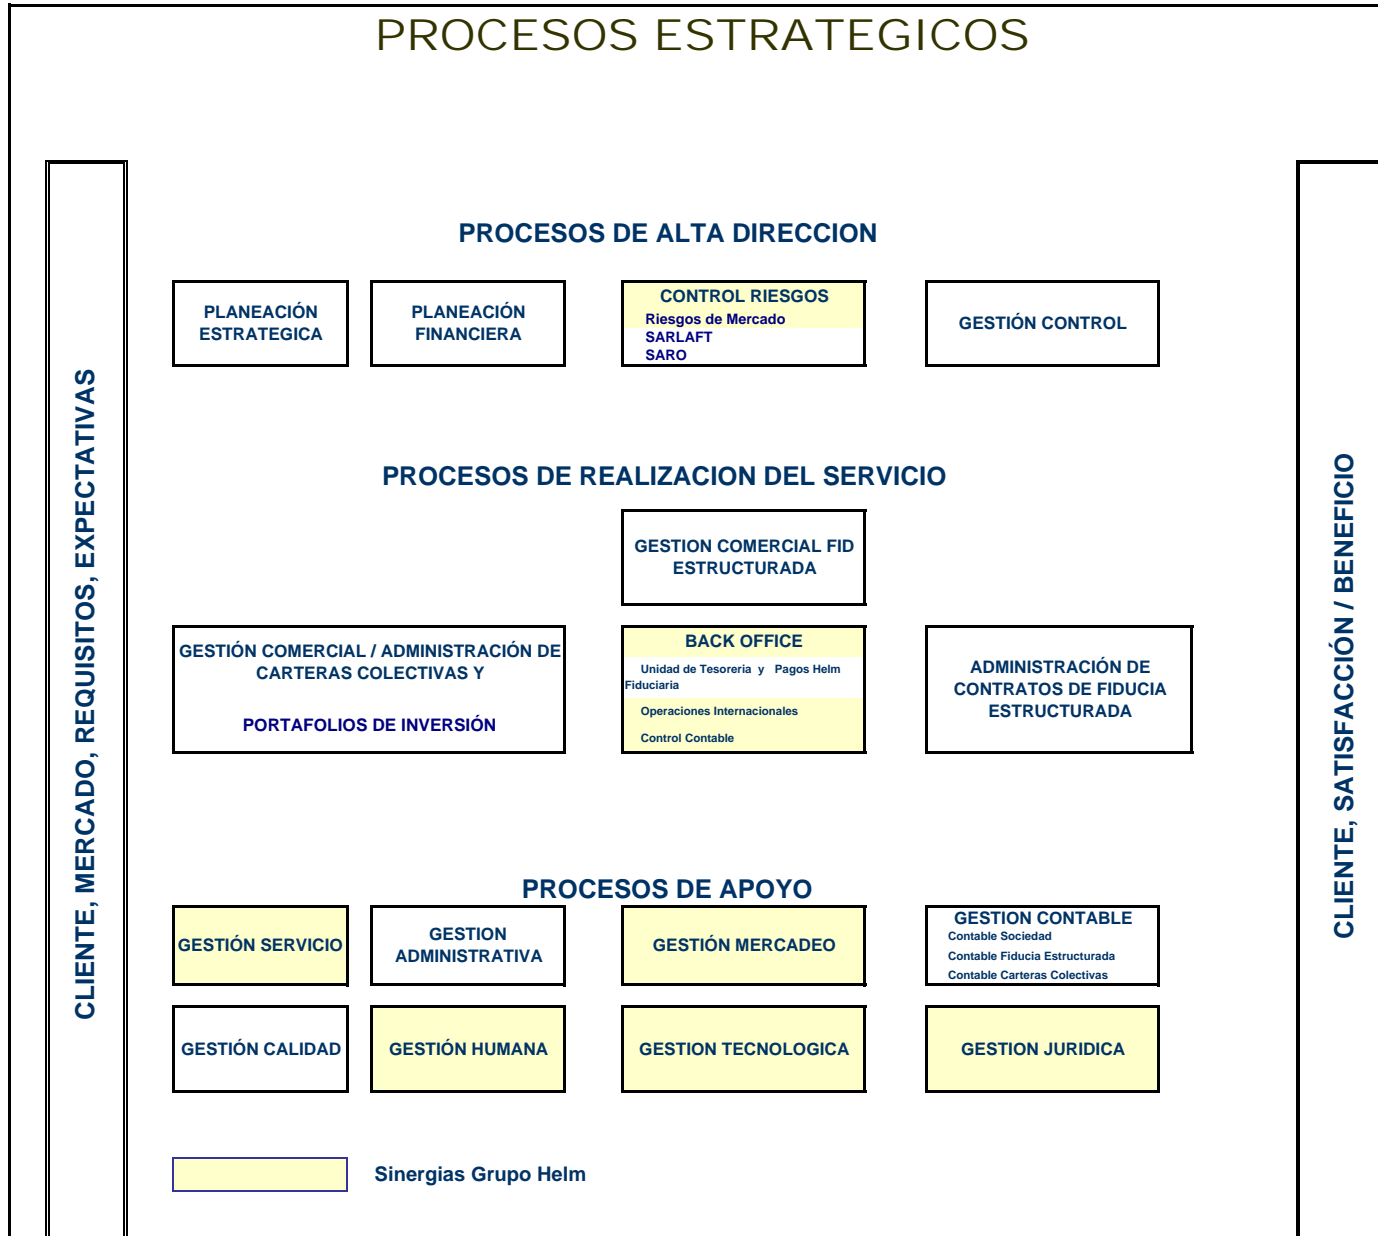 PROCESOS ESTRATEGICOS
CLIENTE, MERCADO, REQUISITOS, EXPECTATIVAS
PROCESOS DE ALTA DIRECCION
PLANEACIÓN
ESTRATEGICA
PLANEACIÓN
FINANCIERA
CONTROL RIESGOS
Riesgos de Mercado
SARLAFT
SARO
GESTIÓN CONTROL
PROCESOS DE REALIZACION DEL SERVICIO
GESTION COMERCIAL FID
ESTRUCTURADA
GESTIÓN COMERCIAL / ADMINISTRACIÓN DE
CARTERAS COLECTIVAS Y
PORTAFOLIOS DE INVERSIÓN
BACK OFFICE
Unidad de Tesoreria y Pagos Helm
Fiduciaria
Operaciones Internacionales
Control Contable
ADMINISTRACIÓN DE
CONTRATOS DE FIDUCIA
ESTRUCTURADA
PROCESOS DE APOYO
GESTIÓN SERVICIO
GESTION
ADMINISTRATIVA
GESTIÓN MERCADEO
GESTION CONTABLE
Contable Sociedad
Contable Fiducia Estructurada
Contable Carteras Colectivas
GESTIÓN CALIDAD
GESTIÓN HUMANA
GESTION TECNOLOGICA
GESTION JURIDICA
Sinergias Grupo Helm
CLIENTE, SATISFACCIÓN / BENEFICIO